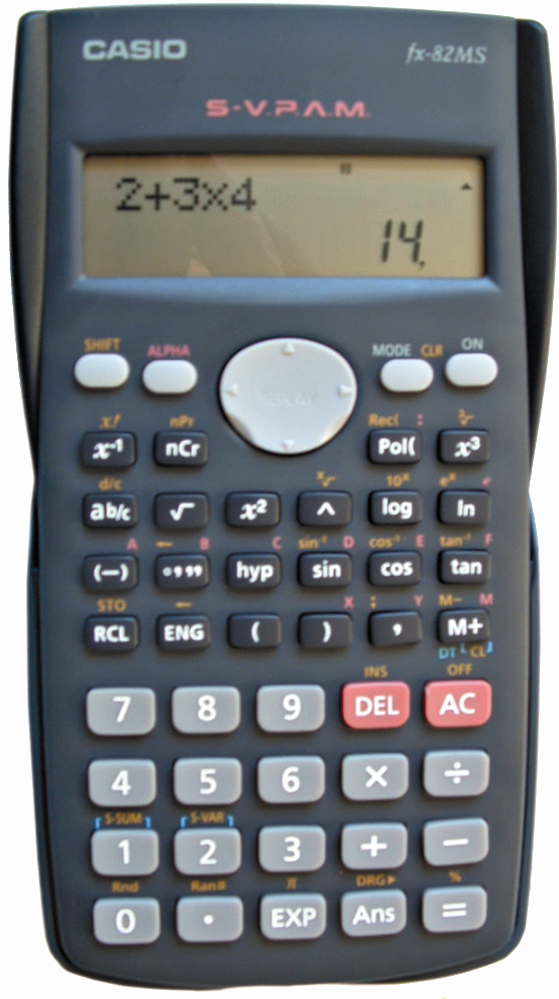 CASIO fx-82MS
S-V.P.A.M.
2+3x4
14.
SHIFT ALPHA MODE CLR ON
REPLAY
x! nPr Rec( : ³√
x⁻¹ nCr Pol( x³
d/c ˣ√ 10ˣ eˣ e
ab/c √ x² ^ log ln
A ← B C sin⁻¹ D cos⁻¹ E tan⁻¹ F
(−) °’” hyp sin cos tan
STO ← X ; Y M− M
RCL ENG ( ) , M+
DT CL
INS OFF
7 8 9 DEL AC
4 5 6 × ÷
S-SUM S-VAR
1 2 3 + −
Rnd Ran# π DRG▶ %
0 · EXP Ans =